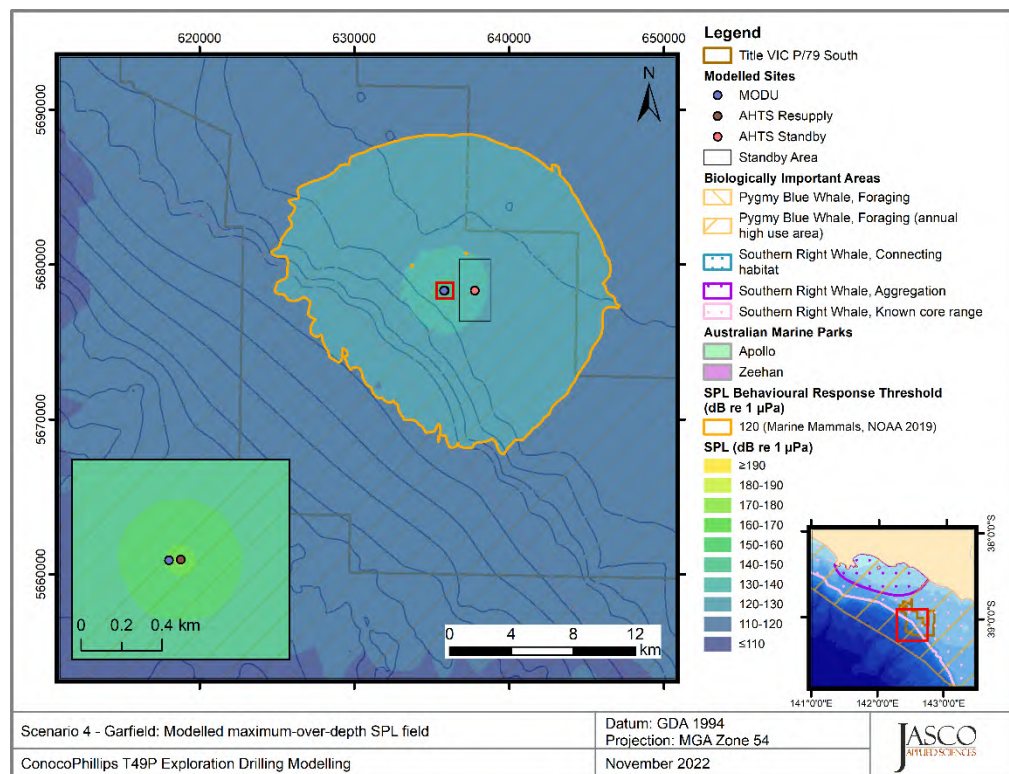 620000
630000
640000
650000
5690000
5680000
5670000
5660000
N
0 0.2 0.4 km
0 4 8 12
km
Legend
Title VIC P/79 South
Modelled Sites
MODU
AHTS Resupply
AHTS Standby
Standby Area
Biologically Important Areas
Pygmy Blue Whale, Foraging
Pygmy Blue Whale, Foraging (annual
high use area)
Southern Right Whale, Connecting
habitat
Southern Right Whale, Aggregation
Southern Right Whale, Known core range
Australian Marine Parks
Apollo
Zeehan
SPL Behavioural Response Threshold
(dB re 1 µPa)
120 (Marine Mammals, NOAA 2019)
SPL (dB re 1 µPa)
≥190
180-190
170-180
160-170
150-160
140-150
130-140
120-130
110-120
≤110
38°0'0"S
39°0'0"S
141°0'0"E 142°0'0"E 143°0'0"E
Scenario 4 - Garfield: Modelled maximum-over-depth SPL field
ConocoPhillips T49P Exploration Drilling Modelling
Datum: GDA 1994
Projection: MGA Zone 54
November 2022
JASCO
APPLIED SCIENCES